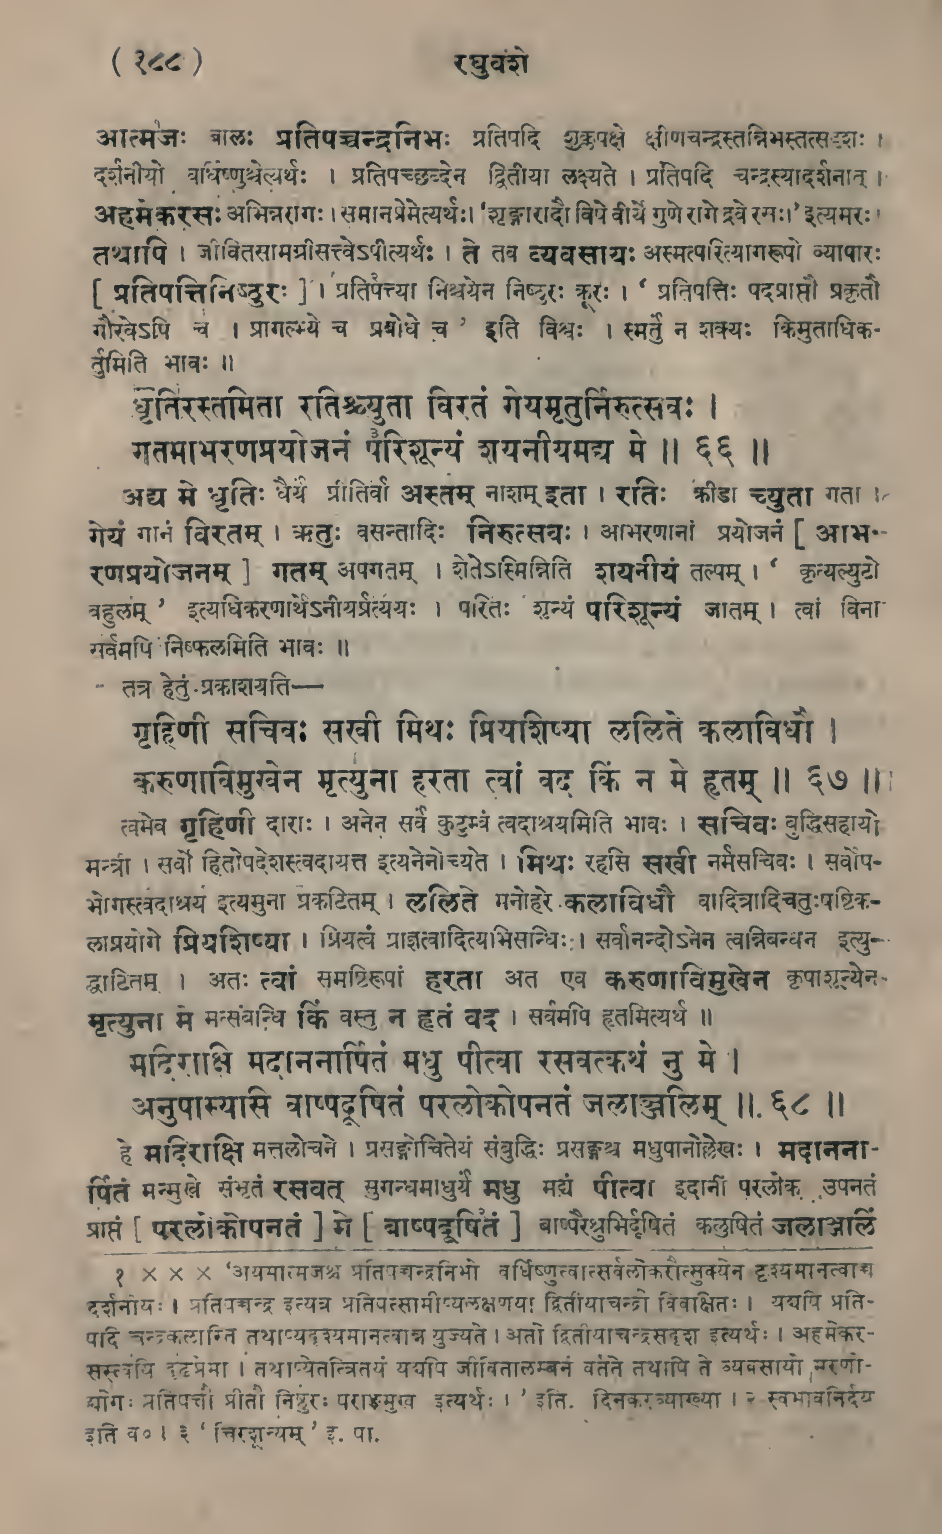 ( १८८ ) रघुवंशे
आत्मजः बालः प्रतिपच्चन्द्रनिभः प्रतिपदि शुक्लपक्षे क्षीणचन्द्रस्तन्निभस्तत्सदृशः ।
दर्शनीयो वर्धिष्णुश्चेत्यर्थः । प्रतिपच्छब्देन द्वितीया लक्ष्यते । प्रतिपदि चन्द्रस्यादर्शनात् ।
अहमेकरसः अभिन्नरागः । समानप्रेमेत्यर्थः। 'शृङ्गारादौ विषे वीर्ये गुणे रागे द्रवे रसः।' इत्यमरः।
तथापि । जीवितसामग्रीसत्त्वेऽपीत्यर्थः । ते तव व्यवसायः अस्मत्परित्यागरूपो व्यापारः
[ प्रतिपत्तिनिष्ठुरः ]१ । प्रतिपत्त्या निश्चयेन निष्ठुरः क्रूरः । ' प्रतिपत्तिः पदप्राप्तौ प्रकृतौ
गौरवेऽपि च । प्रागल्भ्ये च प्रबोधे च ' इति विश्वः । स्मर्तुं न शक्यः किमुताधिक-
र्तुमिति भावः ॥
धृतिरस्तमिता रतिश्च्युता विरतं गेयमृतुर्निरुत्सवः ।
गतमाभरणप्रयोजनं परिशून्यं३ शयनीयमद्य मे ॥ ६६ ॥
अद्य मे धृतिः धैर्यं प्रीतिर्वा अस्तम् नाशम् इता । रतिः क्रीडा च्युता गता ।
गेयं गानं विरतम् । ऋतुः वसन्तादिः निरुत्सवः । आभरणानां प्रयोजनं [ आभ-
रणप्रयोजनम् ] गतम् अपगतम् । शेतेऽस्मिन्निति शयनीयं तल्पम् । ' कृत्यल्युटो
बहुलम् ' इत्यधिकरणार्थेऽनीयर्प्रत्ययः । परितः शून्यं परिशून्यं जातम् । त्वां विना
सर्वमपि निष्फलमिति भावः ॥
तत्र हेतुं प्रकाशयति—
गृहिणी सचिवः सखी मिथः प्रियशिष्या ललिते कलाविधौ ।
करुणाविमुखेन मृत्युना हरता त्वां वद किं न मे हृतम् ॥ ६७ ॥
त्वमेव गृहिणी दाराः । अनेन सर्वं कुटुम्बं त्वदाश्रयमिति भावः । सचिवः बुद्धिसहायो
मन्त्री । सर्वो हितोपदेशस्त्वदायत्त इत्यनेनोच्यते । मिथः रहसि सखी नर्मसचिवः । सर्वोप-
भोगस्त्वदाश्रय इत्यमुना प्रकटितम् । ललिते मनोहरे कलाविधौ वादित्रादिचतुःषष्टिक-
लाप्रयोगे प्रियशिष्या । प्रियत्वं प्राज्ञत्वादित्यभिसन्धिः । सर्वानन्दोऽनेन त्वन्निबन्धन इत्यु-
द्घाटितम् । अतः त्वां समष्टिरूपां हरता अत एव करुणाविमुखेन कृपाशून्येन
मृत्युना मे मत्संबन्धि किं वस्तु न हृतं वद । सर्वमपि हृतमित्यर्थ ॥
मदिराक्षि मदाननार्पितं मधु पीत्वा रसवत्कथं नु मे ।
अनुपास्यसि बाष्पदूषितं परलोकोपनतं जलाञ्जलिम् ॥ ६८ ॥
हे मदिराक्षि मत्तलोचने । प्रसङ्गोचितेयं संबुद्धिः प्रसङ्गश्च मधुपानोल्लेखः । मदानना-
र्पितं मन्मुखे संभृतं रसवत् सुगन्धमाधुर्यं मधु मद्यं पीत्वा इदानीं परलोक उपनतं
प्राप्तं [ परलोकोपनतं ] मे [ बाष्पदूषितं ] बाष्पैरश्रुभिर्दूषितं कलुषितं जलाञ्जलिं
१ × × × 'अयमात्मजश्च प्रतिपच्चन्द्रनिभो वर्धिष्णुत्वात्सर्वलोकैरौत्सुक्येन दृश्यमानत्वाच्च
दर्शनीयः । प्रतिपच्चन्द्र इत्यत्र प्रतिपत्सामीप्यलक्षणया द्वितीयाचन्द्रो विवक्षितः । यद्यपि प्रति-
पदि चन्द्रकलास्ति तथाप्यदृश्यमानत्वान्न युज्यते । अतो द्वितीयाचन्द्रसदृश इत्यर्थः । अहमेकर-
सस्त्वयि दृढप्रेमा । तथाप्येतत्त्रितयं यद्यपि जीवितालम्बनं वर्तते तथापि ते व्यवसायो मरणो-
द्योगः प्रतिपत्तौ प्रीतौ निष्ठुरः पराङ्मुख इत्यर्थः । ' इति. दिनकरव्याख्या । २ स्वभावनिर्दय
इति व० । ३ ' चिरशून्यम् ' इ. पा.